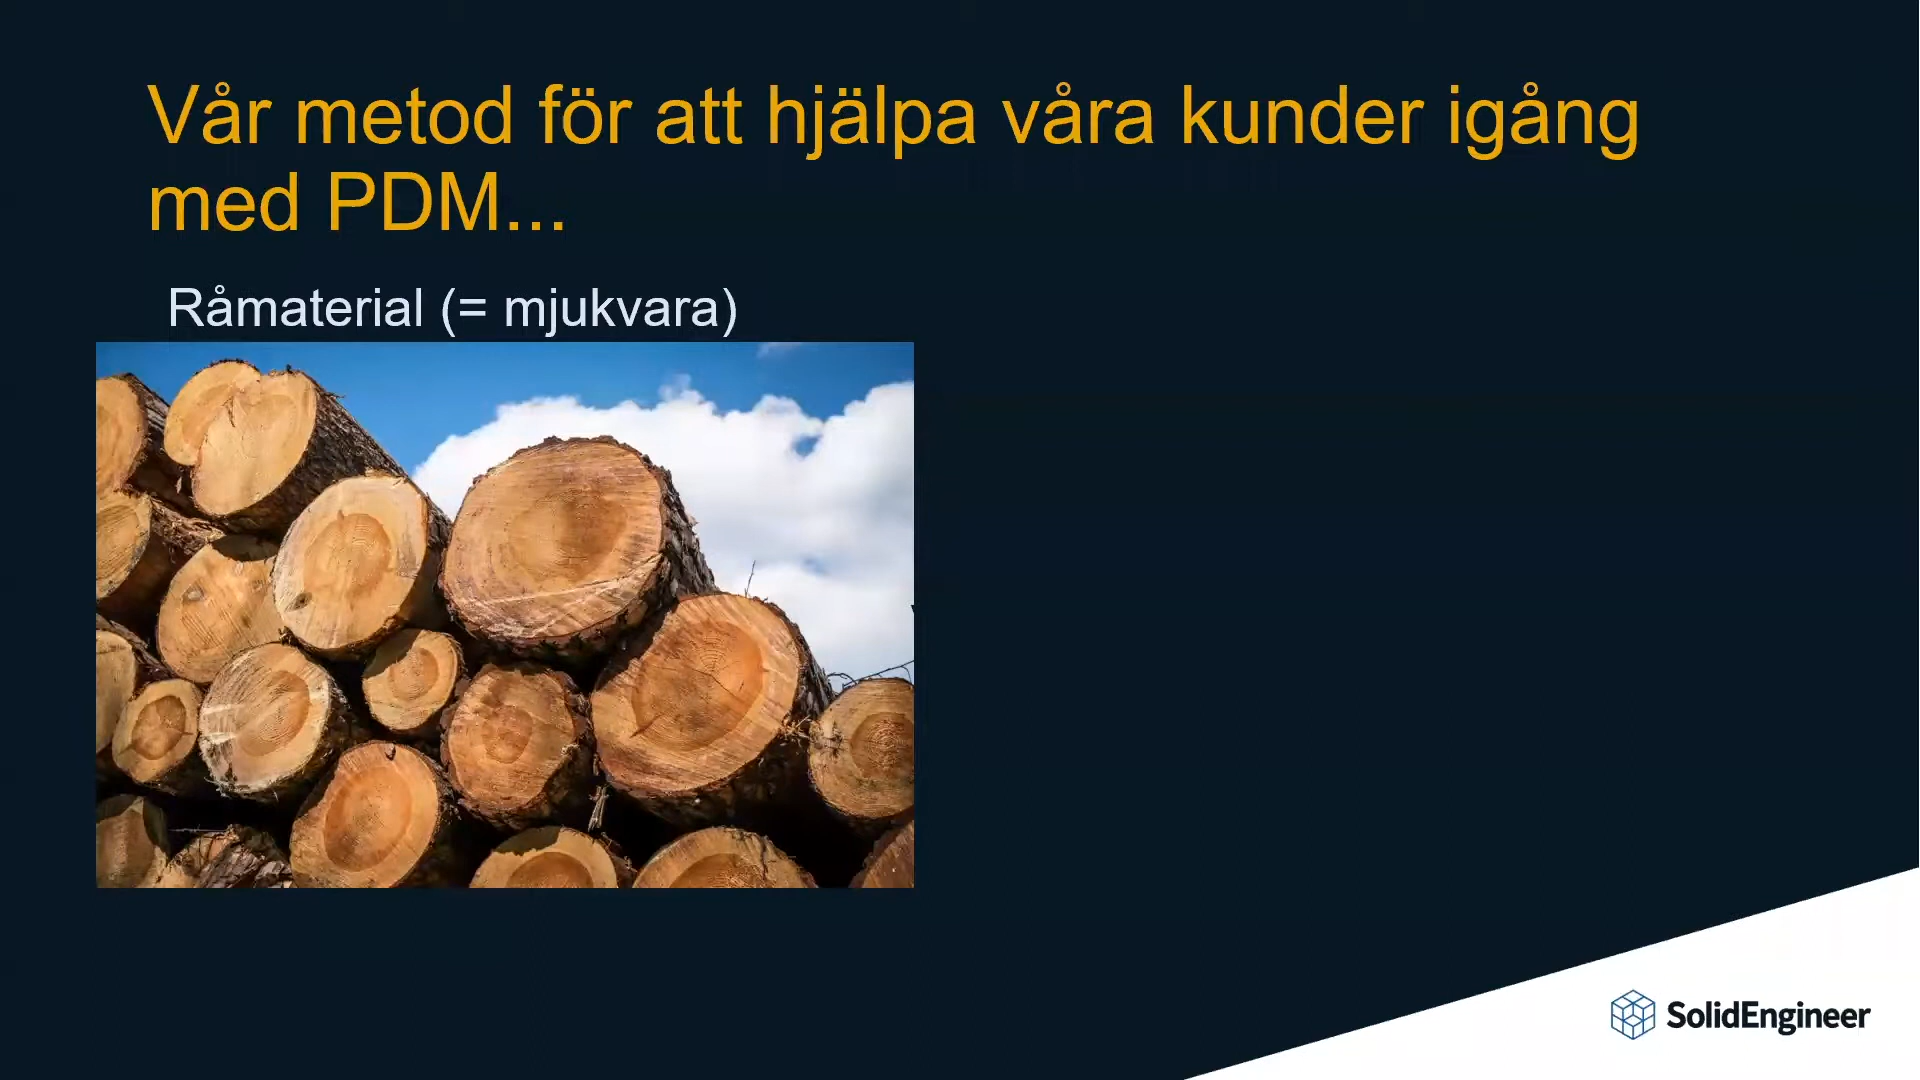 Vår metod för att hjälpa våra kunder igång
med PDM...
Råmaterial (= mjukvara)
SolidEngineer